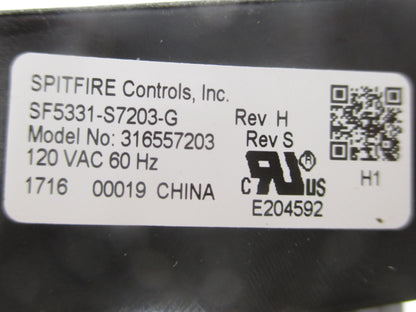 SPITFIRE Controls, Inc.
SF5331-S7203-G Rev H
Model No: 316557203 Rev S
120 VAC 60 Hz
1716 00019 CHINA
c RU ® US
E204592
H1